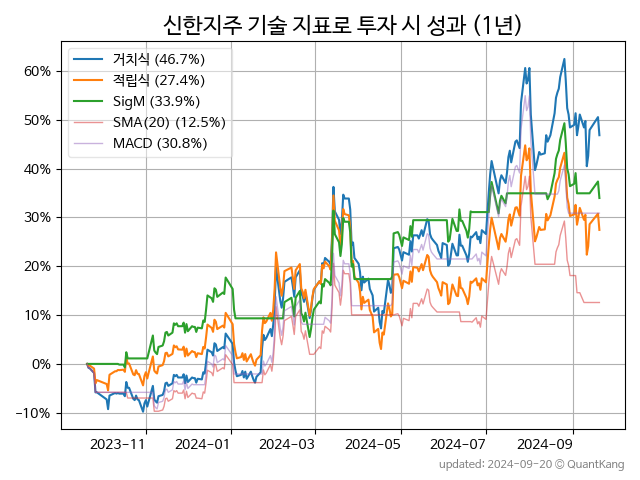 신한지주 기술 지표로 투자 시 성과 (1년)
거치식 (46.7%)
적립식 (27.4%)
SigM (33.9%)
SMA(20) (12.5%)
MACD (30.8%)
60%
50%
40%
30%
20%
10%
0%
−10%
2023−11
2024−01
2024−03
2024−05
2024−07
2024−09
updated: 2024-09-20 © QuantKang